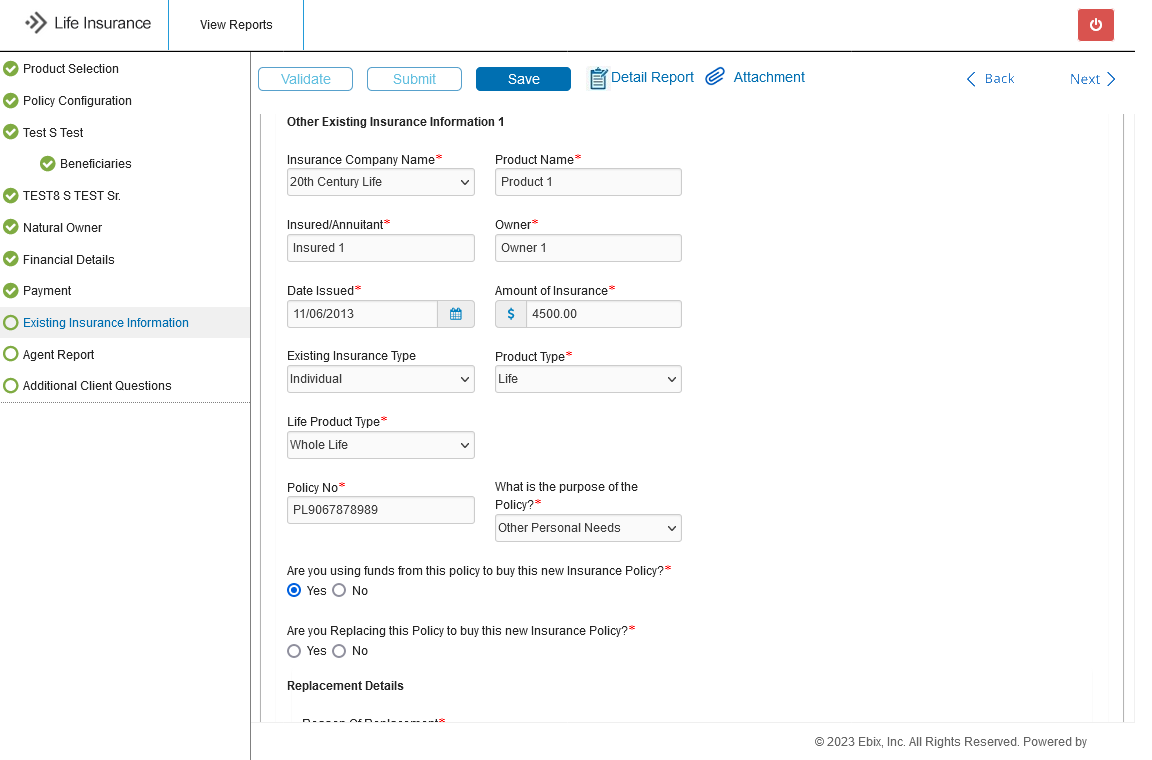 Life Insurance
View Reports
Product Selection
Policy Configuration
Test S Test
Beneficiaries
TEST8 S TEST Sr.
Natural Owner
Financial Details
Payment
Existing Insurance Information
Agent Report
Additional Client Questions
Validate
Submit
Save
Detail Report
Attachment
Back
Next
Other Existing Insurance Information 1
Insurance Company Name* Product Name*
20th Century Life Product 1
Insured/Annuitant* Owner*
Insured 1 Owner 1
Date Issued* Amount of Insurance*
11/06/2013 $ 4500.00
Existing Insurance Type Product Type*
Individual Life
Life Product Type*
Whole Life
Policy No*
PL9067878989
What is the purpose of the
Policy?*
Other Personal Needs
Are you using funds from this policy to buy this new Insurance Policy?*
Yes No
Are you Replacing this Policy to buy this new Insurance Policy?*
Yes No
Replacement Details
Reason Of Replacement*
© 2023 Ebix, Inc. All Rights Reserved. Powered by